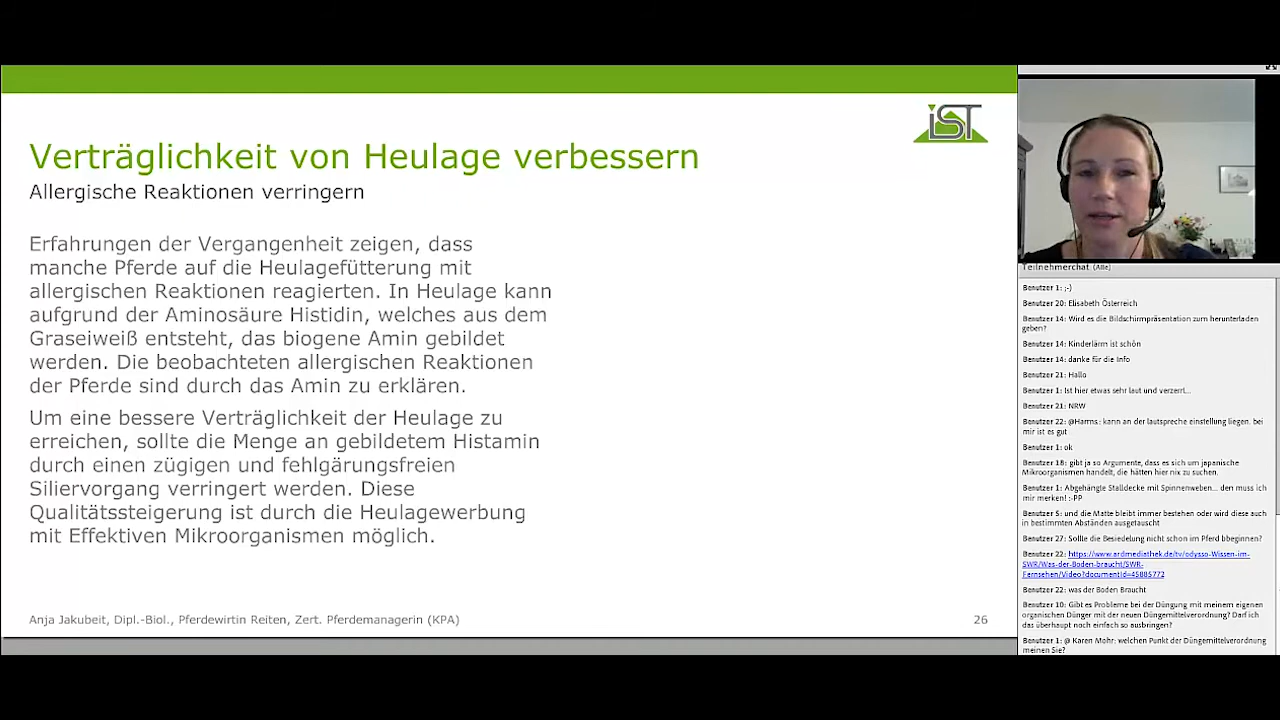 iST
Verträglichkeit von Heulage verbessern
Allergische Reaktionen verringern
Erfahrungen der Vergangenheit zeigen, dass
manche Pferde auf die Heulagefütterung mit
allergischen Reaktionen reagierten. In Heulage kann
aufgrund der Aminosäure Histidin, welches aus dem
Graseiweiß entsteht, das biogene Amin gebildet
werden. Die beobachteten allergischen Reaktionen
der Pferde sind durch das Amin zu erklären.
Um eine bessere Verträglichkeit der Heulage zu
erreichen, sollte die Menge an gebildetem Histamin
durch einen zügigen und fehlgärungsfreien
Siliervorgang verringert werden. Diese
Qualitätssteigerung ist durch die Heulagewerbung
mit Effektiven Mikroorganismen möglich.
Anja Jakubeit, Dipl.-Biol., Pferdewirtin Reiten, Zert. Pferdemanagerin (KPA)
26
Teilnehmerchat (Alle)
Benutzer 1: ;-)
Benutzer 20: Elisabeth Österreich
Benutzer 14: Wird es die Bildschirmpräsentation zum herunterladen
geben?
Benutzer 14: Kinderlärm ist schön
Benutzer 14: danke für die Info
Benutzer 21: Hallo
Benutzer 1: Ist hier etwas sehr laut und verzerrt...
Benutzer 21: NRW
Benutzer 22: @Harms.: kann an der lautspreche einstellung liegen. bei
mir ist es gut
Benutzer 1: ok
Benutzer 18: gibt ja so Argumente, dass es sich um japanische
Mikroorganismen handelt, die hätten hier nix zu suchen.
Benutzer 1: Abgehängte Stalldecke mit Spinnenweben... den muss ich
mir merken! :-PP
Benutzer 5: und die Matte bleibt immer bestehen oder wird diese auch
in bestimmten Abständen ausgetauscht
Benutzer 27: Sollte die Besiedelung nicht schon im Pferd bbeginnen?
Benutzer 22: https://www.ardmediathek.de/tv/odysso-Wissen-im-
SWR/Was-der-Boden-braucht/SWR-
Fernsehen/Video?documentId=45885772
Benutzer 22: was der Boden Braucht
Benutzer 10: Gibt es Probleme bei der Düngung mit meinem eigenen
organischen Dünger mit der neuen Düngemittelverordnung? Darf ich
das überhaupt noch einfach so ausbringen?
Benutzer 1: @ Karen Mohr: welchen Punkt der Düngemittelverordnung
meinen Sie?